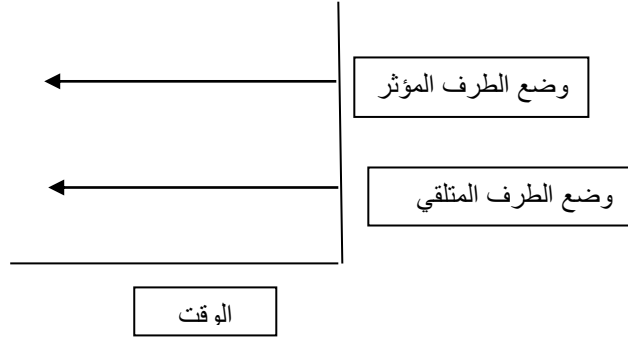 وضع الطرف المؤثر
وضع الطرف المتلقي
الوقت